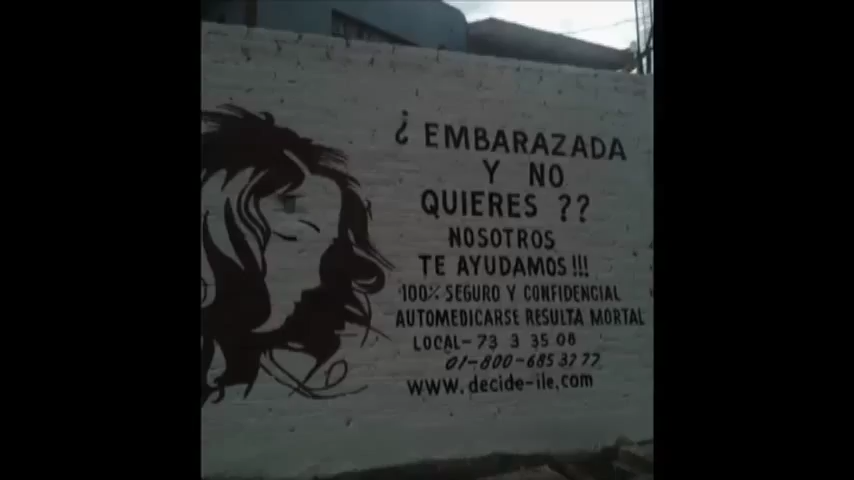 ¿ EMBARAZADA
Y NO
QUIERES ??
NOSOTROS
TE AYUDAMOS !!!
100% SEGURO Y CONFIDENCIAL
AUTOMEDICARSE RESULTA MORTAL
LOCAL- 73 3 35 08
01-800-685 37 77
www.decide-ile.com